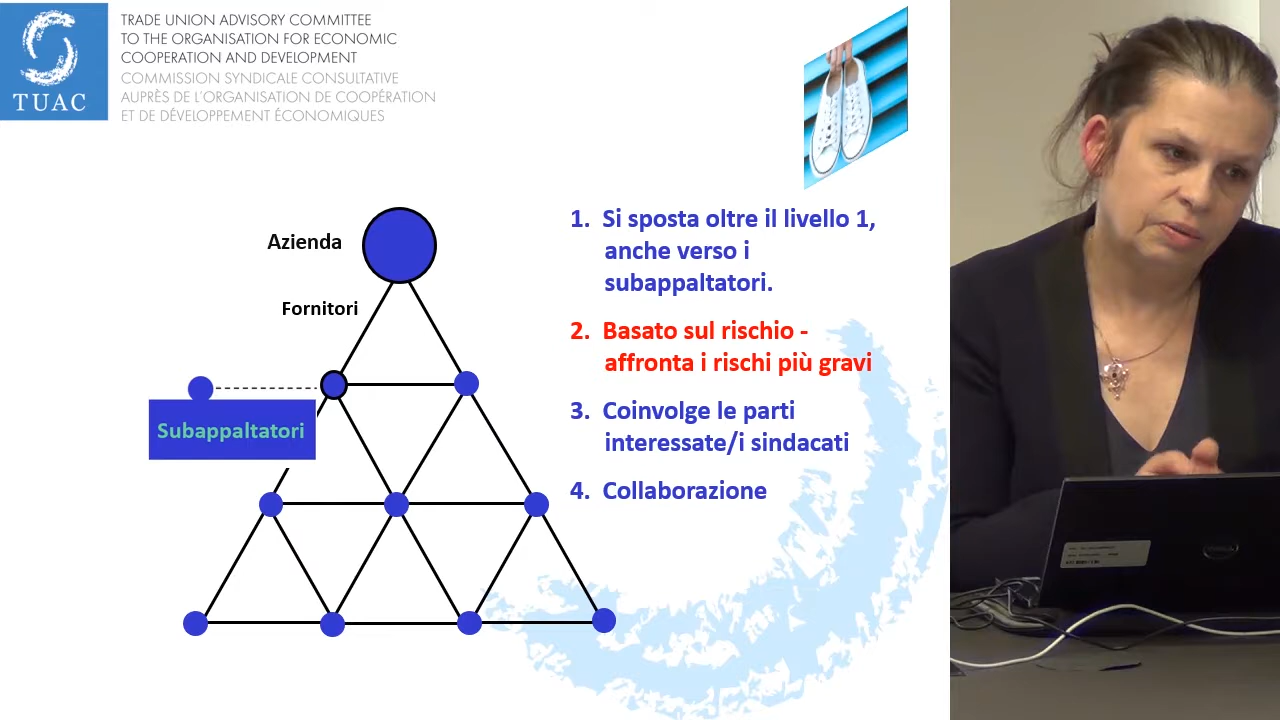 TRADE UNION ADVISORY COMMITTEE
TO THE ORGANISATION FOR ECONOMIC
COOPERATION AND DEVELOPMENT
COMMISSION SYNDICALE CONSULTATIVE
AUPRÈS DE L'ORGANISATION DE COOPÉRATION
ET DE DÉVELOPPEMENT ÉCONOMIQUES
TUAC
Azienda
Fornitori
Subappaltatori
1. Si sposta oltre il livello 1,
anche verso i
subappaltatori.
2. Basato sul rischio -
affronta i rischi più gravi
3. Coinvolge le parti
interessate/i sindacati
4. Collaborazione
DELL